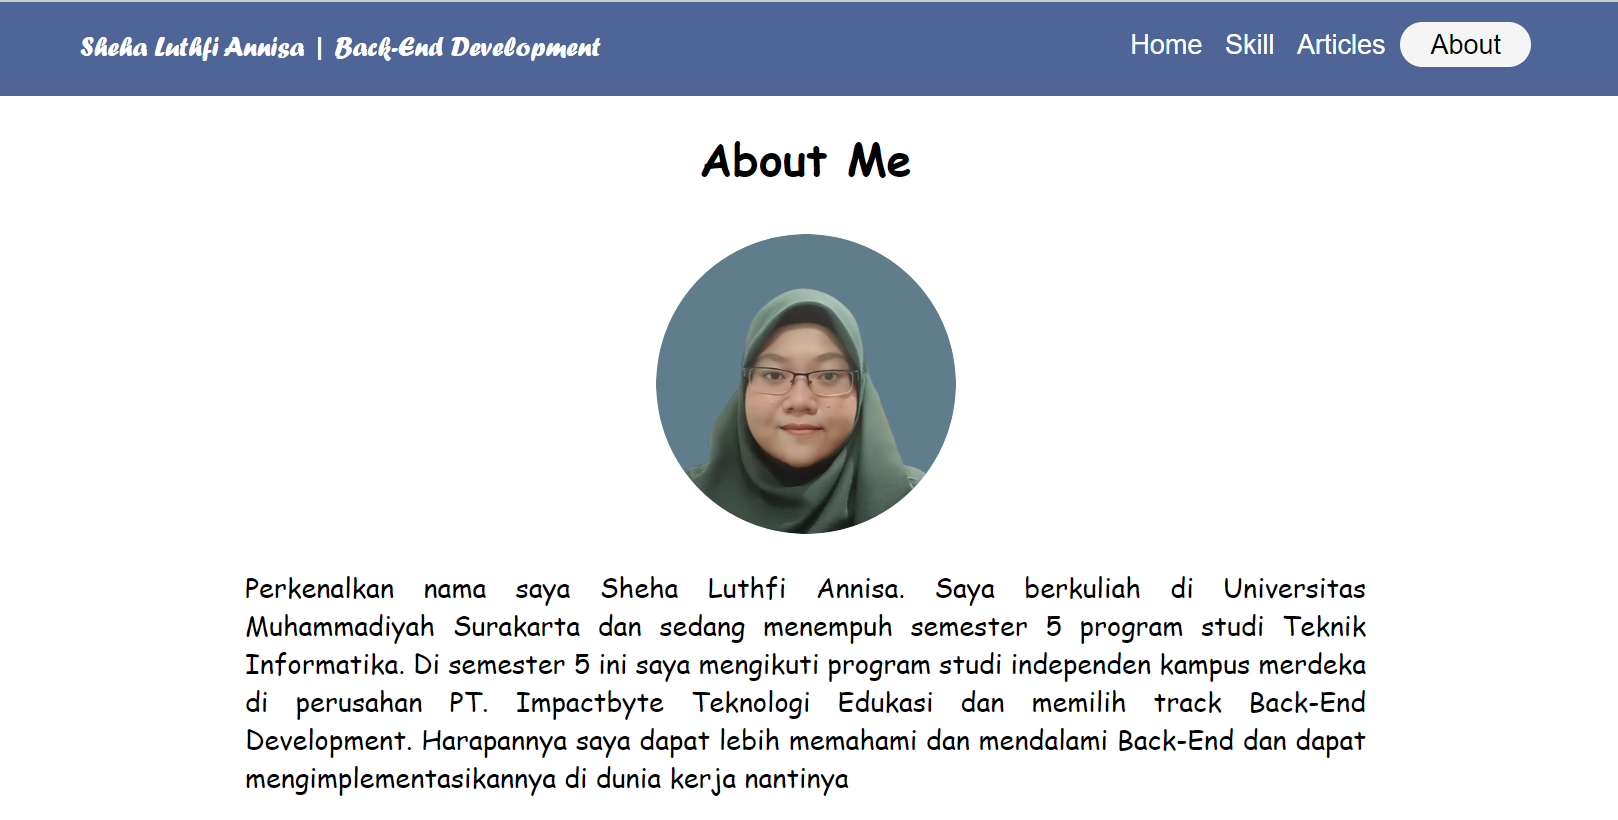 Sheha Luthfi Annisa | Back-End Development
Home Skill Articles About
About Me
Perkenalkan nama saya Sheha Luthfi Annisa. Saya berkuliah di Universitas
Muhammadiyah Surakarta dan sedang menempuh semester 5 program studi Teknik
Informatika. Di semester 5 ini saya mengikuti program studi independen kampus merdeka
di perusahan PT. Impactbyte Teknologi Edukasi dan memilih track Back-End
Development. Harapannya saya dapat lebih memahami dan mendalami Back-End dan dapat
mengimplementasikannya di dunia kerja nantinya